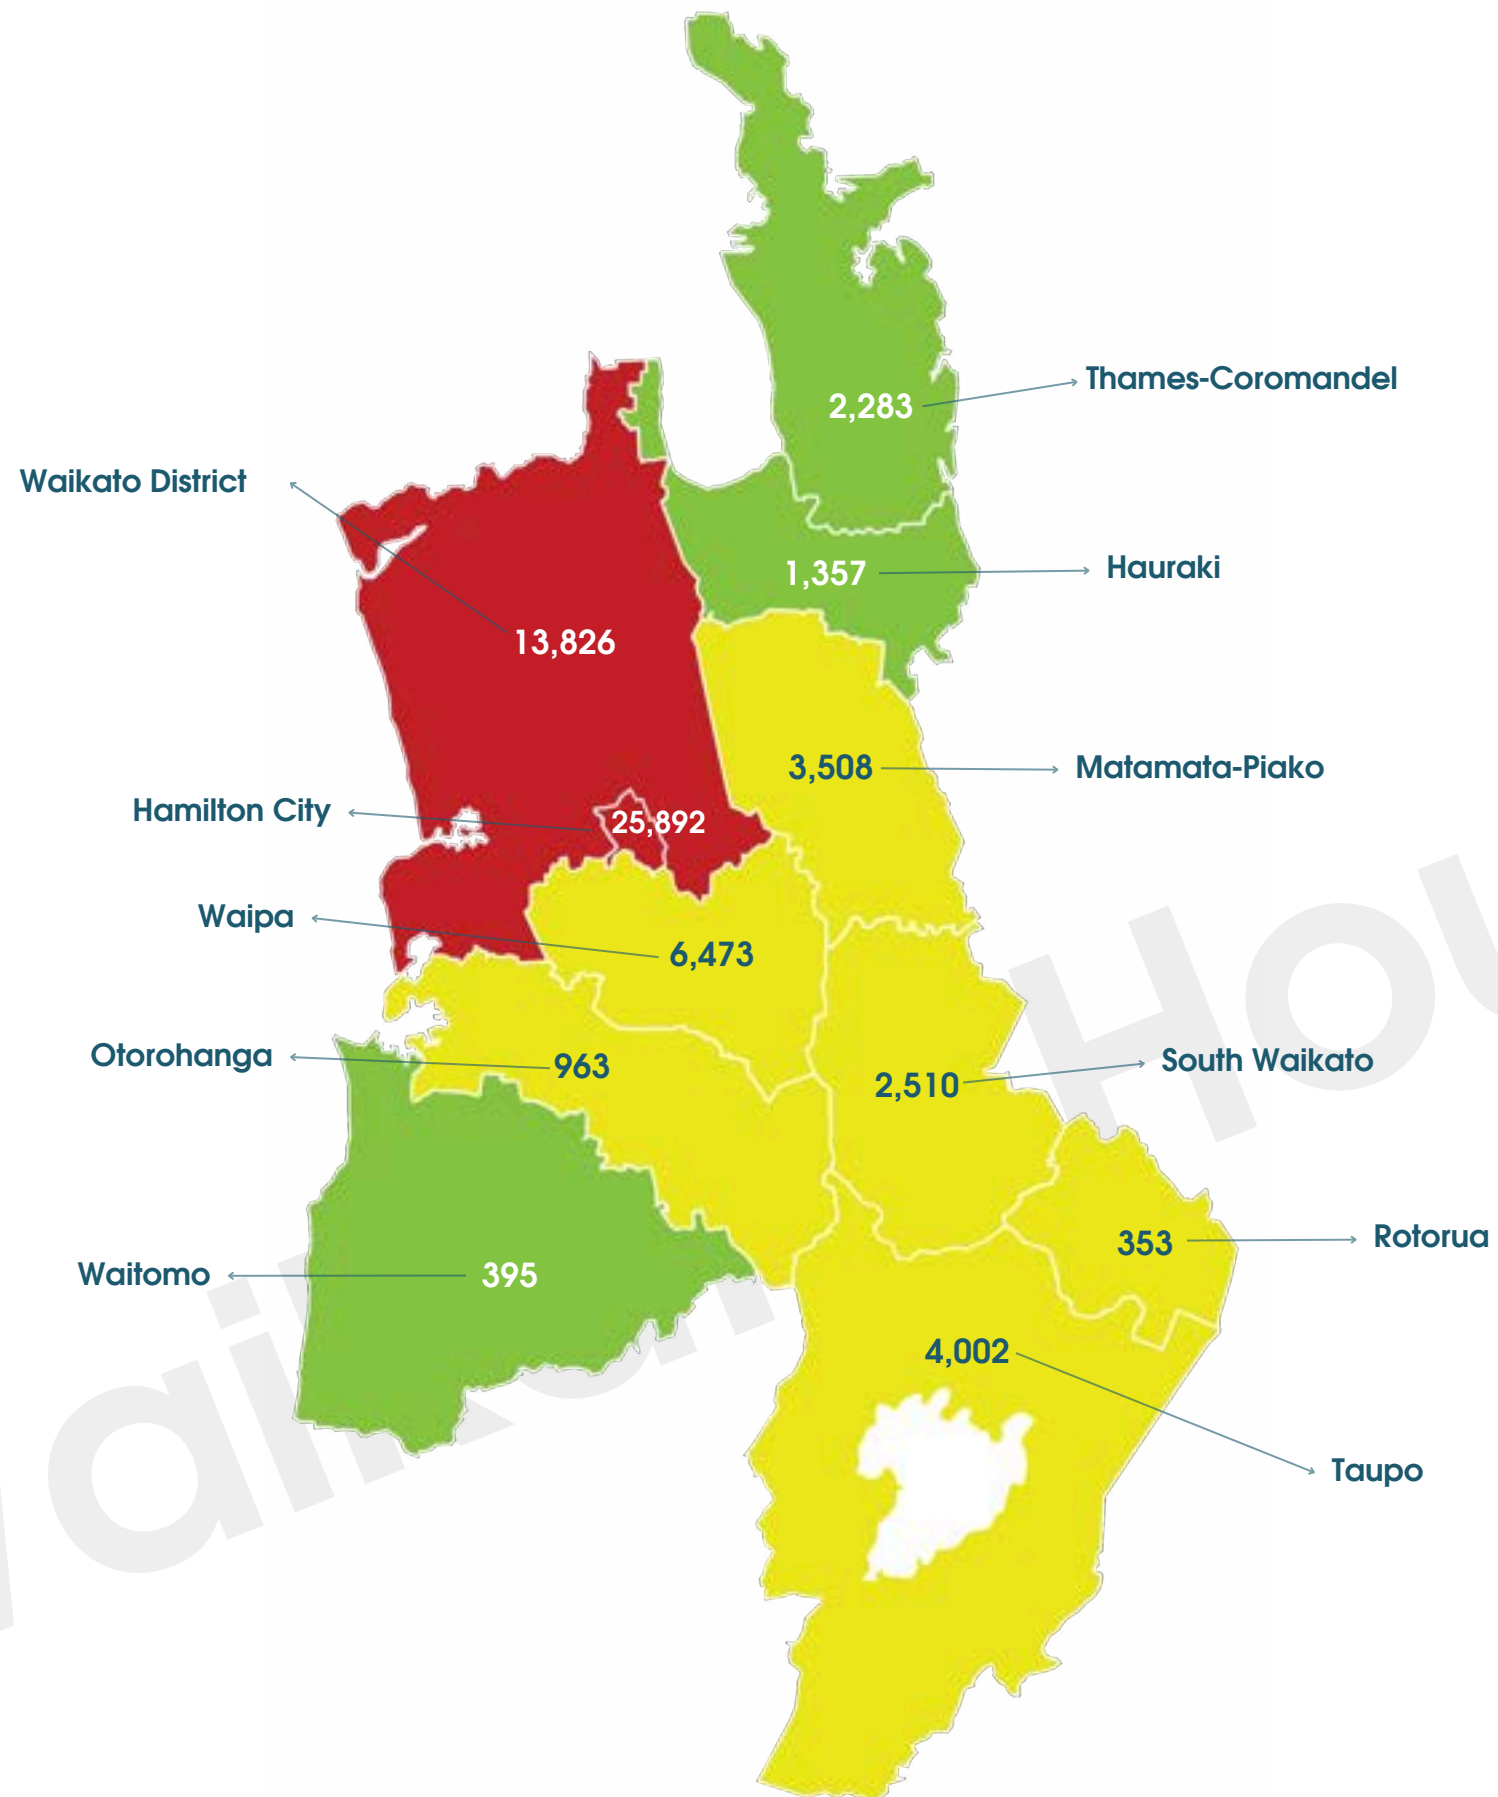 Thames-Coromandel
2,283
Waikato District
Hauraki
1,357
13,826
3,508
Matamata-Piako
Hamilton City
25,892
Waipa
6,473
Otorohanga
963
South Waikato
2,510
Rotorua
353
Waitomo
395
4,002
Taupo